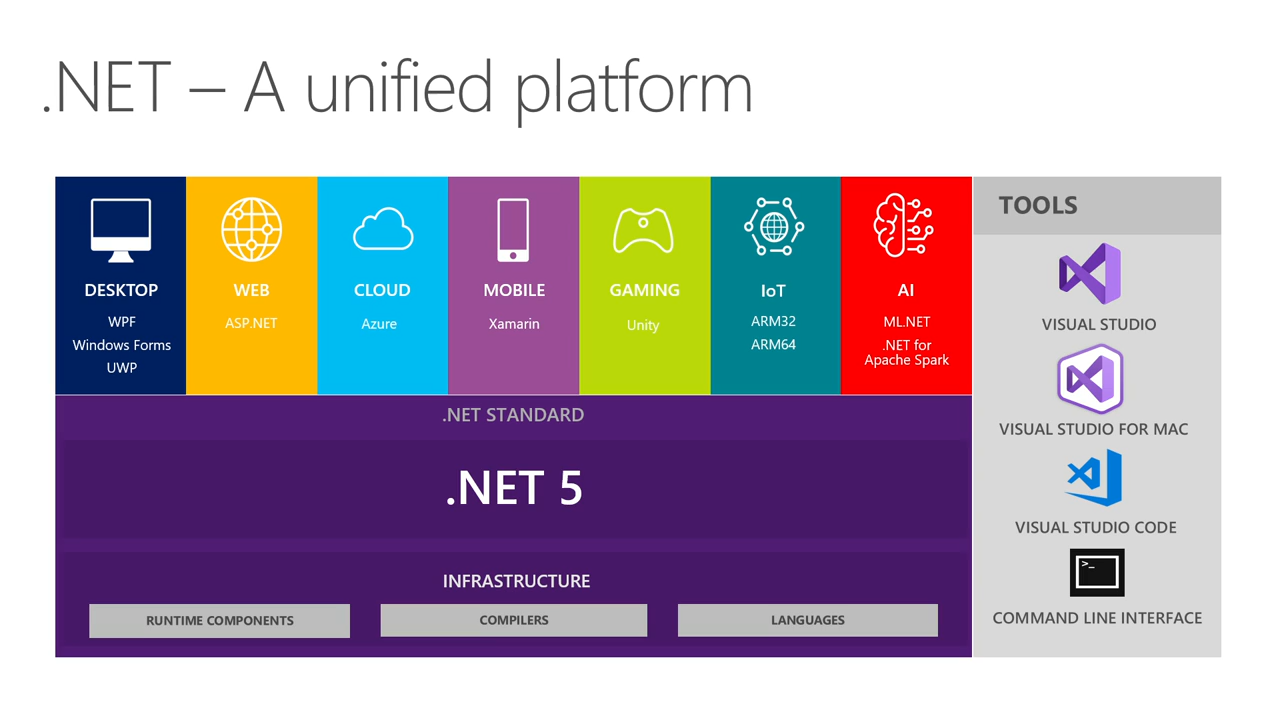 .NET – A unified platform
DESKTOP
WPF
Windows Forms
UWP
WEB
ASP.NET
CLOUD
Azure
MOBILE
Xamarin
GAMING
Unity
IoT
ARM32
ARM64
AI
ML.NET
.NET for
Apache Spark
.NET STANDARD
.NET 5
INFRASTRUCTURE
RUNTIME COMPONENTS
COMPILERS
LANGUAGES
TOOLS
VISUAL STUDIO
VISUAL STUDIO FOR MAC
VISUAL STUDIO CODE
>_
COMMAND LINE INTERFACE